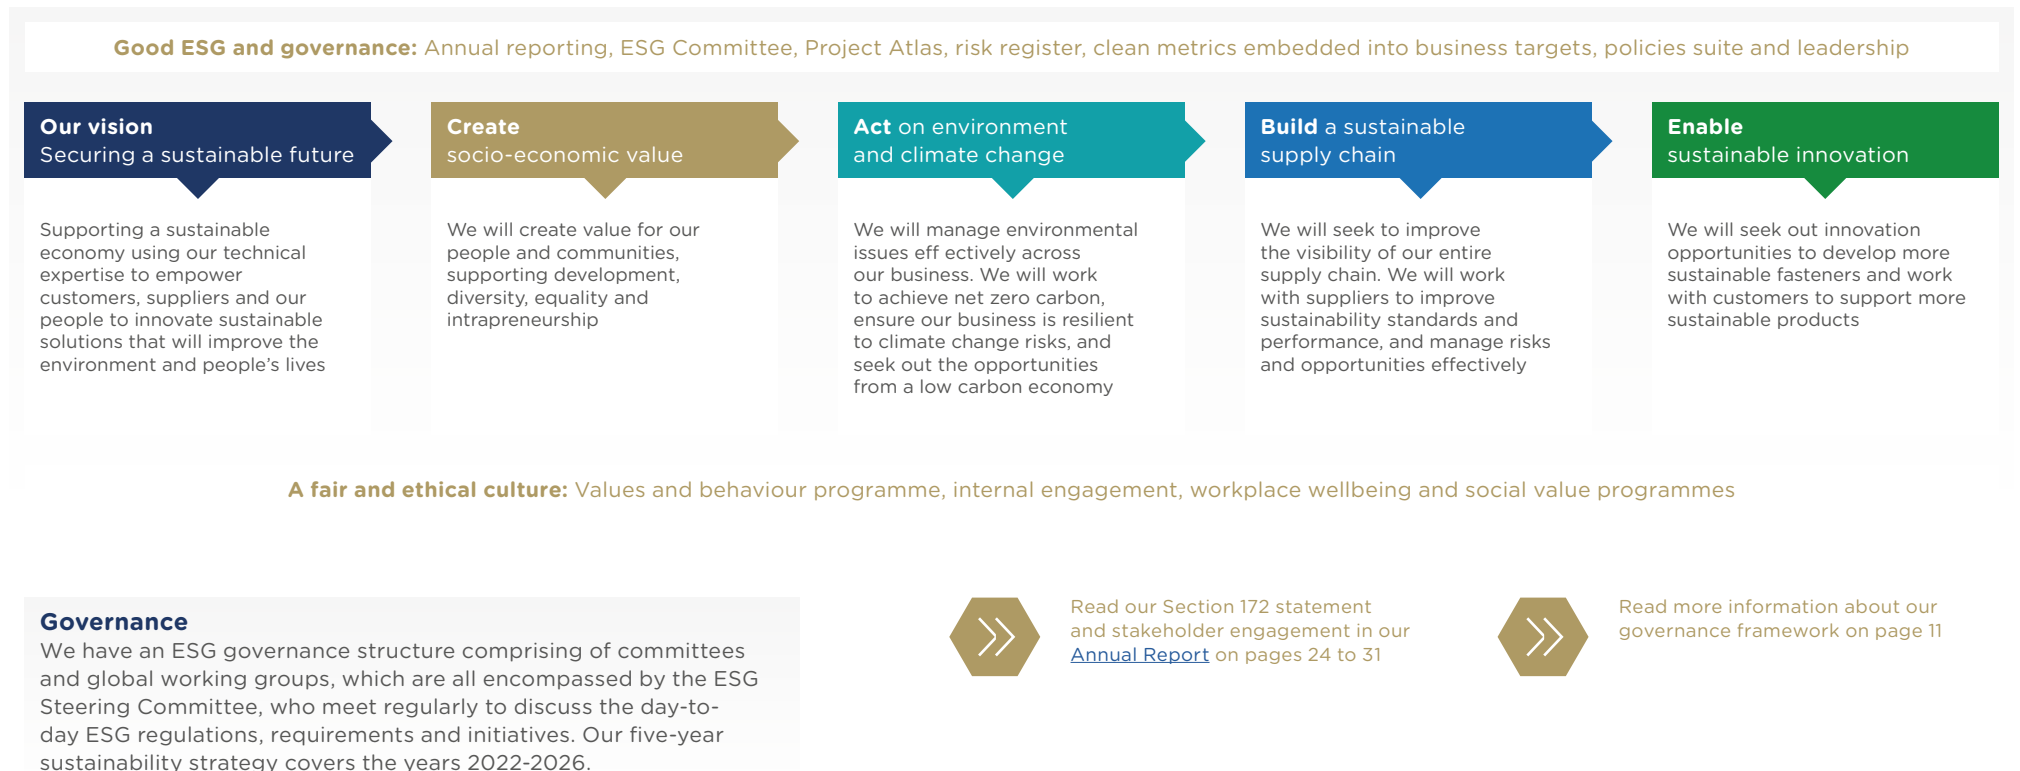 Good ESG and governance: Annual reporting, ESG Committee, Project Atlas, risk register, clean metrics embedded into business targets, policies suite and leadership
Our vision
Securing a sustainable future
Supporting a sustainable
economy using our technical
expertise to empower
customers, suppliers and our
people to innovate sustainable
solutions that will improve the
environment and people's lives
Create
socio-economic value
We will create value for our
people and communities,
supporting development,
diversity, equality and
intrapreneurship
Act on environment
and climate change
We will manage environmental
issues eff ectively across
our business. We will work
to achieve net zero carbon,
ensure our business is resilient
to climate change risks, and
seek out the opportunities
from a low carbon economy
Build a sustainable
supply chain
We will seek to improve
the visibility of our entire
supply chain. We will work
with suppliers to improve
sustainability standards and
performance, and manage risks
and opportunities effectively
Enable
sustainable innovation
We will seek out innovation
opportunities to develop more
sustainable fasteners and work
with customers to support more
sustainable products
A fair and ethical culture: Values and behaviour programme, internal engagement, workplace wellbeing and social value programmes
Governance
We have an ESG governance structure comprising of committees
and global working groups, which are all encompassed by the ESG
Steering Committee, who meet regularly to discuss the day-to-
day ESG regulations, requirements and initiatives. Our five-year
sustainability strategy covers the years 2022-2026.
Read our Section 172 statement
and stakeholder engagement in our
Annual Report on pages 24 to 31
Read more information about our
governance framework on page 11